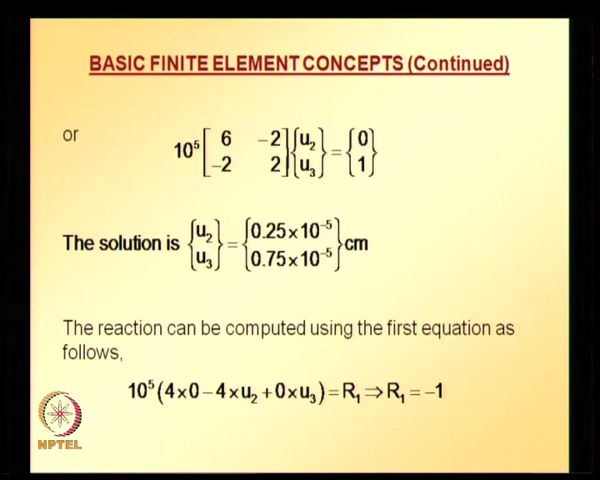 BASIC FINITE ELEMENT CONCEPTS (Continued)
or 10⁵ [6 −2; −2 2] {u₂; u₃} = {0; 1}
The solution is {u₂; u₃} = {0.25×10⁻⁵; 0.75×10⁻⁵} cm
The reaction can be computed using the first equation as
follows,
10⁵(4×0−4×u₂+0×u₃)=R₁⇒R₁=−1
NPTEL